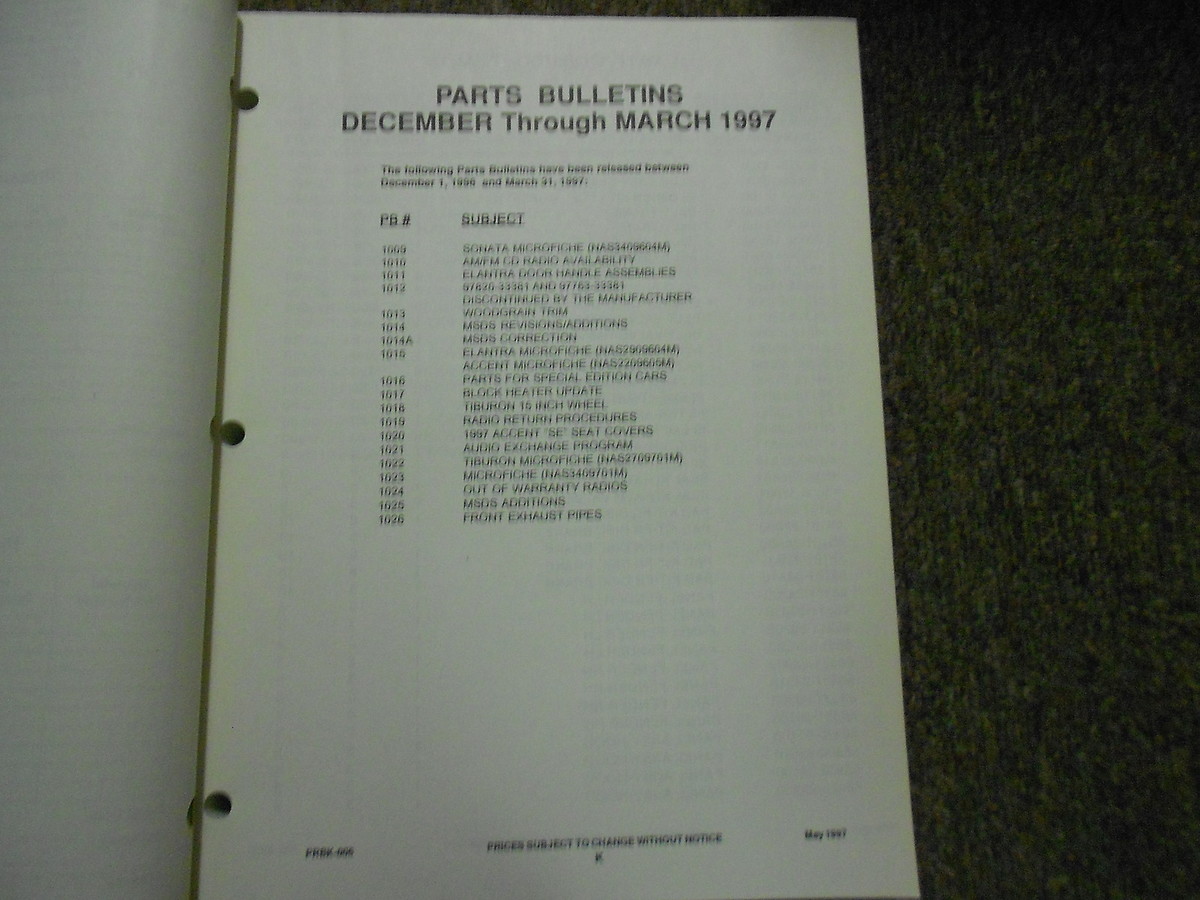 PARTS BULLETINS
DECEMBER Through MARCH 1997
The following Parts Bulletins have been released between
December 1, 1996 and March 31, 1997:
PB # SUBJECT
1009 SONATA MICROFICHE (NAS3409604M)
1010 AM/FM CD RADIO AVAILABILITY
1011 ELANTRA DOOR HANDLE ASSEMBLIES
1012 97620-33361 AND 97763-33361
DISCONTINUED BY THE MANUFACTURER
1013 WOODGRAIN TRIM
1014 MSDS REVISIONS/ADDITIONS
1014A MSDS CORRECTION
1015 ELANTRA MICROFICHE (NAS2909604M)
ACCENT MICROFICHE (NAS2209605M)
1016 PARTS FOR SPECIAL EDITION CARS
1017 BLOCK HEATER UPDATE
1018 TIBURON 15 INCH WHEEL
1019 RADIO RETURN PROCEDURES
1020 1997 ACCENT "SE" SEAT COVERS
1021 AUDIO EXCHANGE PROGRAM
1022 TIBURON MICROFICHE (NAS2709701M)
1023 MICROFICHE (NAS3409701M)
1024 OUT OF WARRANTY RADIOS
1025 MSDS ADDITIONS
1026 FRONT EXHAUST PIPES
PRICES SUBJECT TO CHANGE WITHOUT NOTICE
May 1997
K